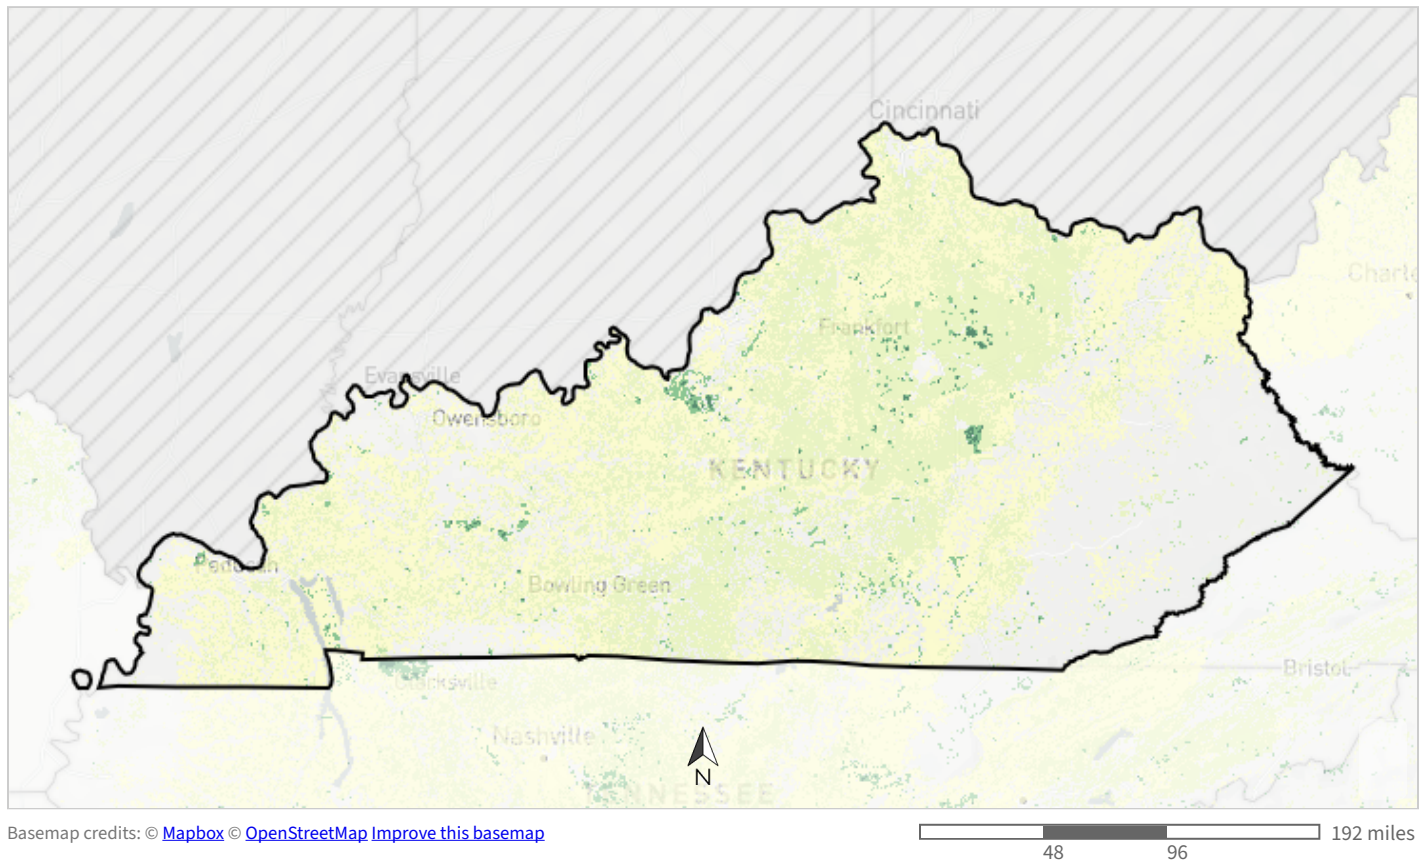 Cincinnati
Charle
Frankfort
Evansville
Owensboro
KENTUCKY
Paducah
Bowling Green
Clarksville
Bristol
Nashville
N
TENNESSEE
Basemap credits: © Mapbox © OpenStreetMap Improve this basemap
192 miles
48 96